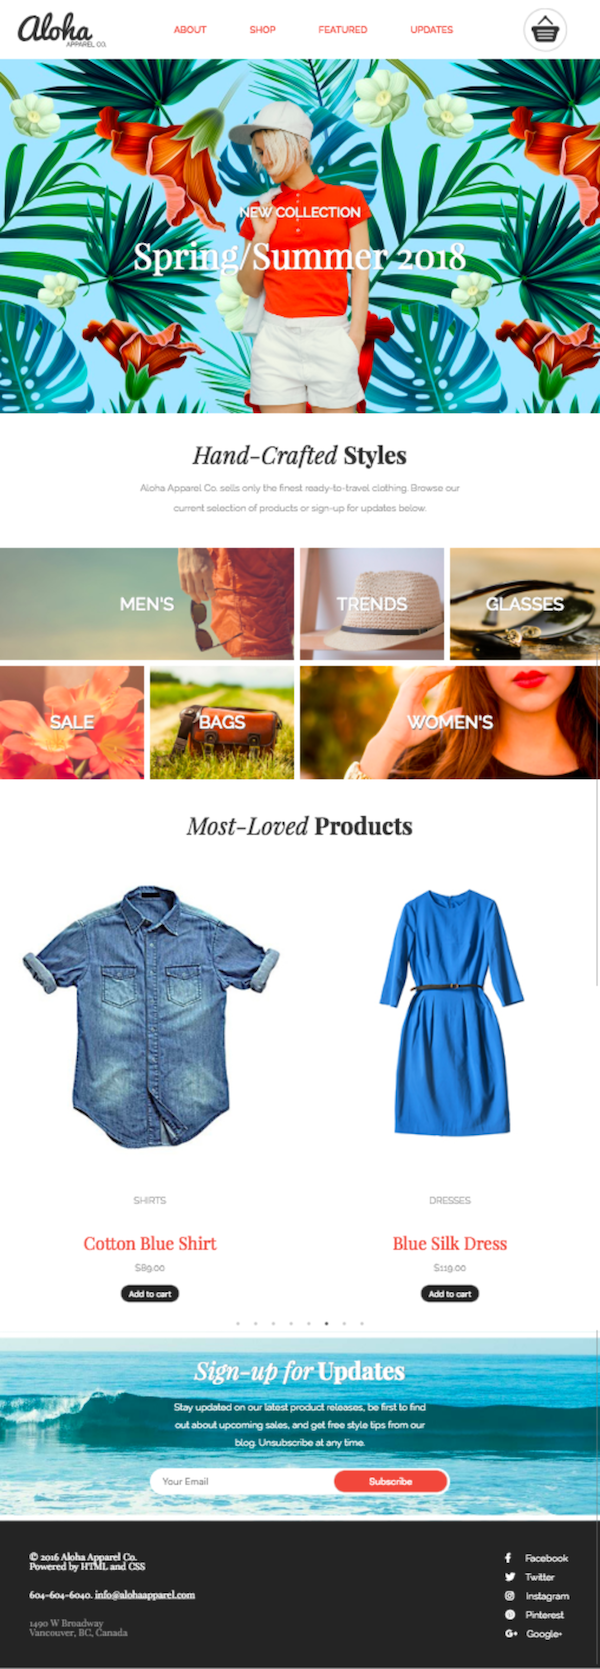 Aloha
APPAREL CO.
ABOUT SHOP FEATURED UPDATES
NEW COLLECTION
Spring/Summer 2018
Hand-Crafted Styles
Aloha Apparel Co. sells only the finest ready-to-travel clothing. Browse our
current selection of products or sign-up for updates below.
MEN'S TRENDS GLASSES
SALE BAGS WOMEN'S
Most-Loved Products
SHIRTS
Cotton Blue Shirt
$89.00
Add to cart
DRESSES
Blue Silk Dress
$119.00
Add to cart
Sign-up for Updates
Stay updated on our latest product releases, be first to find
out about upcoming sales, and get free style tips from our
blog. Unsubscribe at any time.
Your Email Subscribe
© 2016 Aloha Apparel Co.
Powered by HTML and CSS
604-604-6040. info@alohaapparel.com
1490 W Broadway
Vancouver, BC, Canada
Facebook
Twitter
Instagram
Pinterest
Google+